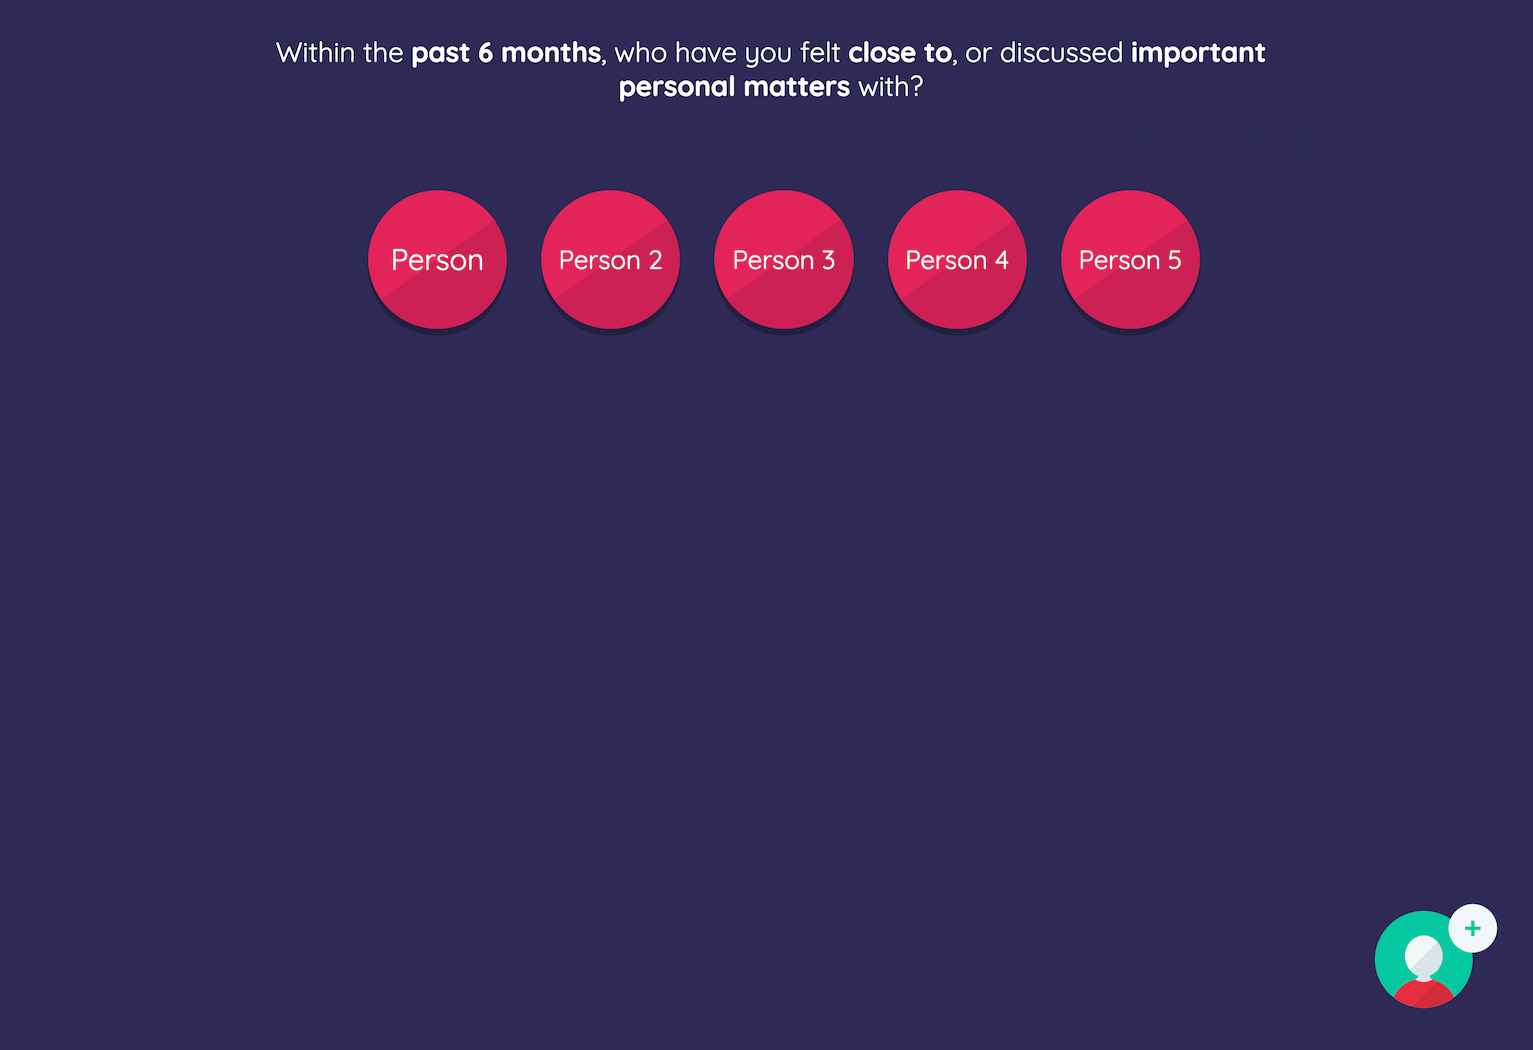 Within the past 6 months, who have you felt close to, or discussed important
personal matters with?
Person
Person 2
Person 3
Person 4
Person 5
+